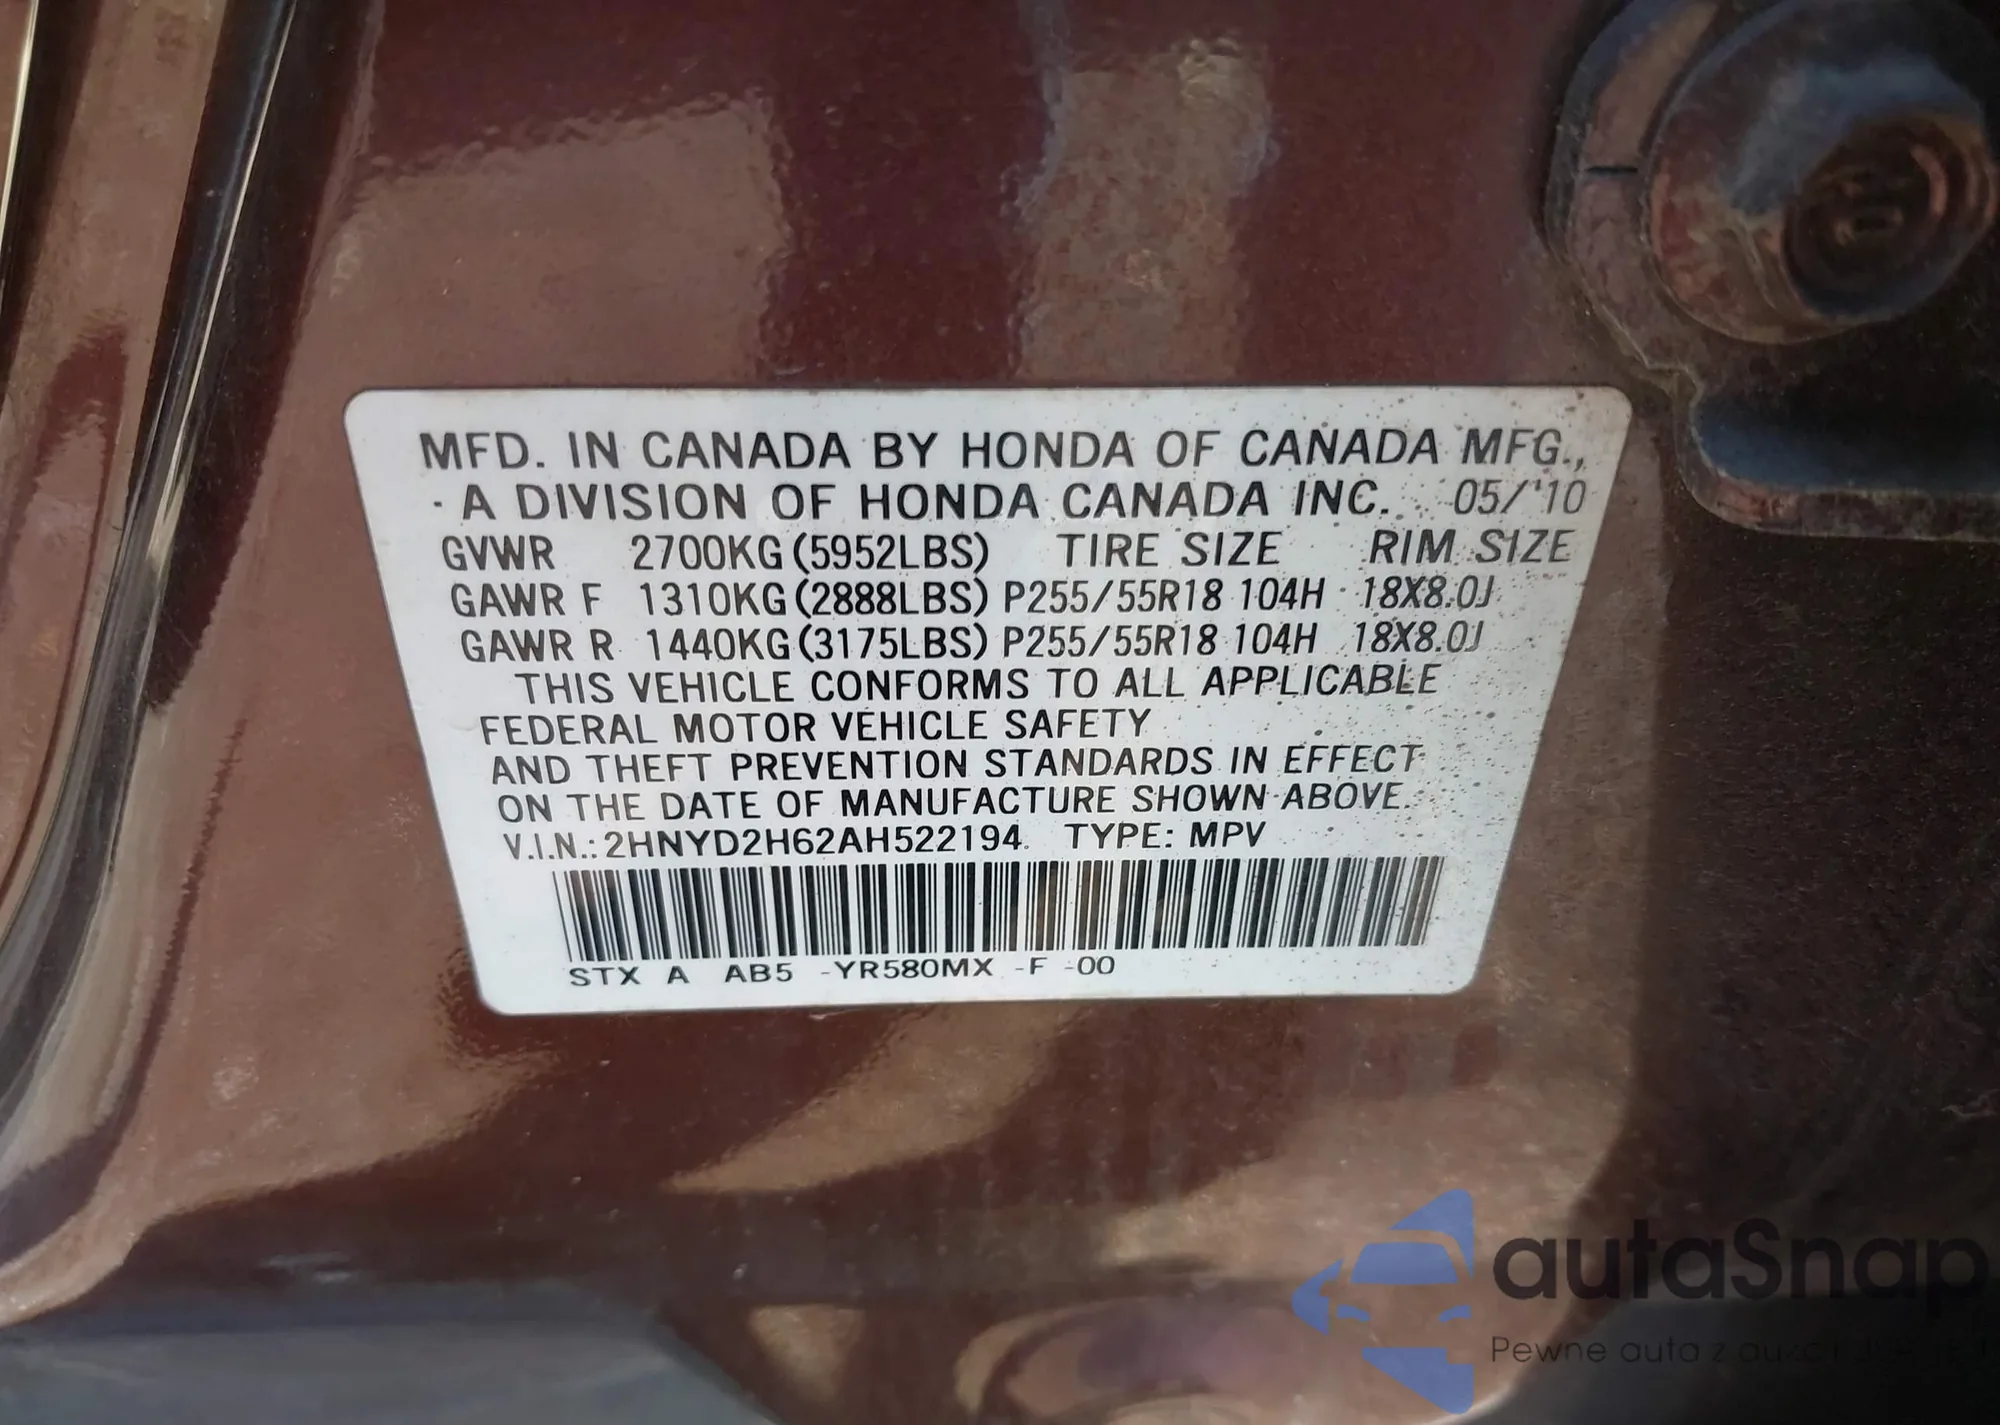 MFD. IN CANADA BY HONDA OF CANADA MFG.,
A DIVISION OF HONDA CANADA INC. 05/'10
GVWR 2700KG (5952LBS) TIRE SIZE RIM SIZE
GAWR F 1310KG (2888LBS) P255/55R18 104H 18X8.0J
GAWR R 1440KG (3175LBS) P255/55R18 104H 18X8.0J
THIS VEHICLE CONFORMS TO ALL APPLICABLE
FEDERAL MOTOR VEHICLE SAFETY
AND THEFT PREVENTION STANDARDS IN EFFECT
ON THE DATE OF MANUFACTURE SHOWN ABOVE.
V.I.N.: 2HNYD2H62AH522194 TYPE: MPV
STX A AB5 -YR580MX -F -00
autaSnap
Pewne auta z